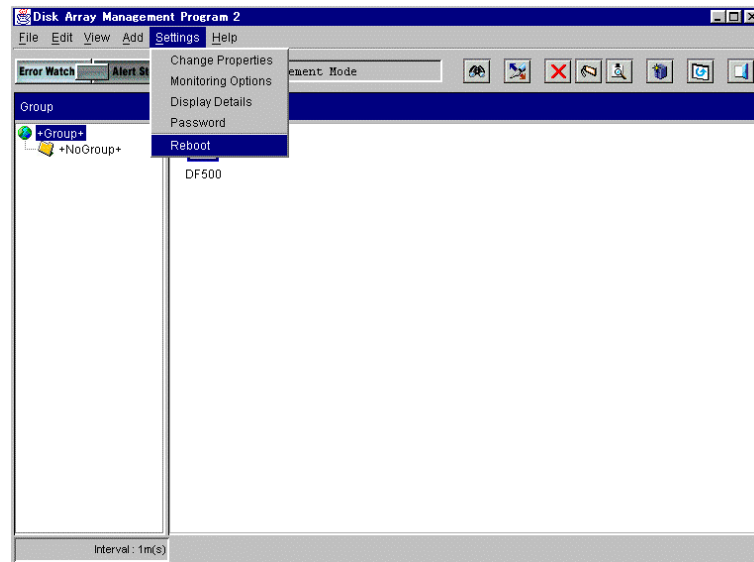 Disk Array Management Program 2
File Edit View Add Settings Help
Change Properties
Monitoring Options
Display Details
Password
Reboot
Error Watch Alert St
ement Mode
Group
+Group+
+NoGroup+
DF500
Interval : 1m(s)